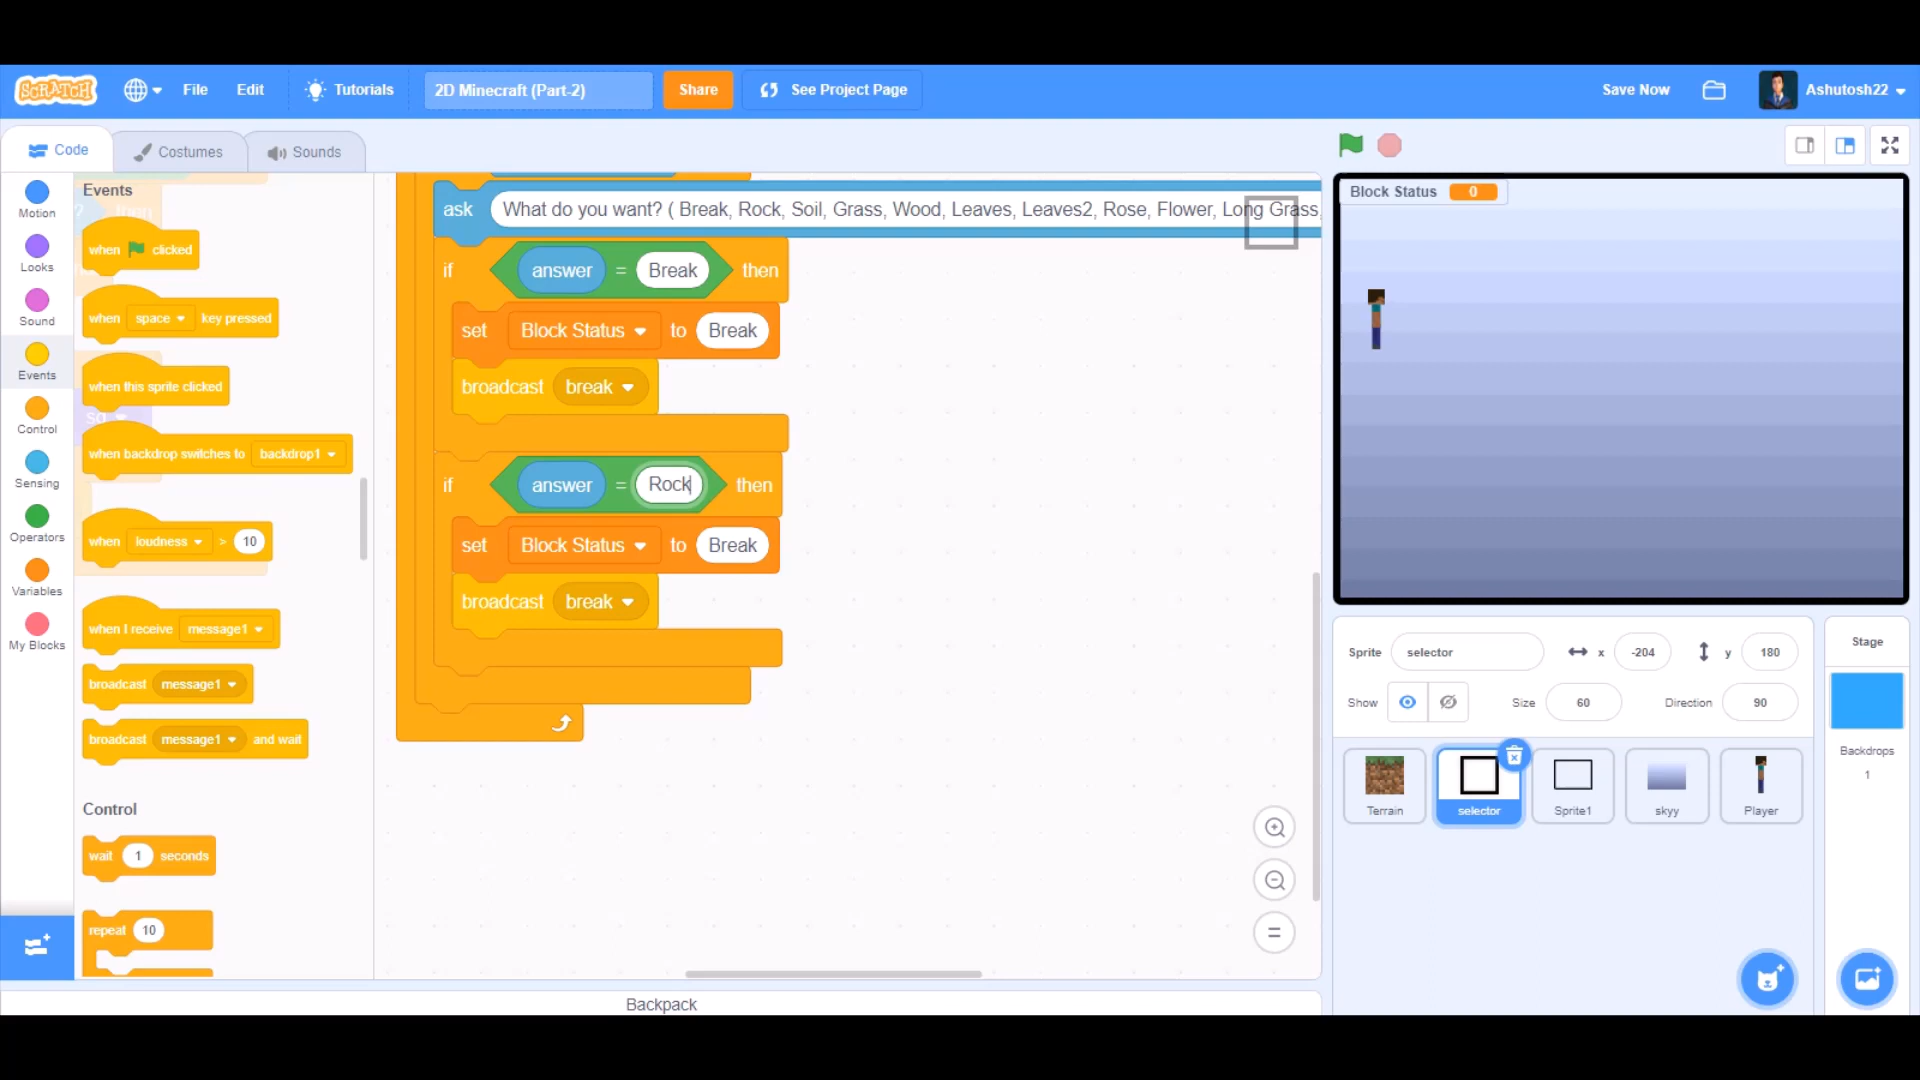 SCRATCH
File
Edit
Tutorials
2D Minecraft (Part-2)
Share
See Project Page
Save Now
Ashutosh22
Code
Costumes
Sounds
Motion
Looks
Sound
Events
Control
Sensing
Operators
Variables
My Blocks
Events
when clicked
when space key pressed
when this sprite clicked
when backdrop switches to backdrop1
when loudness > 10
when I receive message1
broadcast message1
broadcast message1 and wait
Control
wait 1 seconds
repeat 10
ask What do you want? ( Break, Rock, Soil, Grass, Wood, Leaves, Leaves2, Rose, Flower, Long Grass,
if answer = Break then
set Block Status to Break
broadcast break
if answer = Rock then
set Block Status to Break
broadcast break
Backpack
Block Status 0
Sprite selector x -204 y 180
Show Size 60 Direction 90
Terrain
selector
Sprite1
skyy
Player
Stage
Backdrops
1